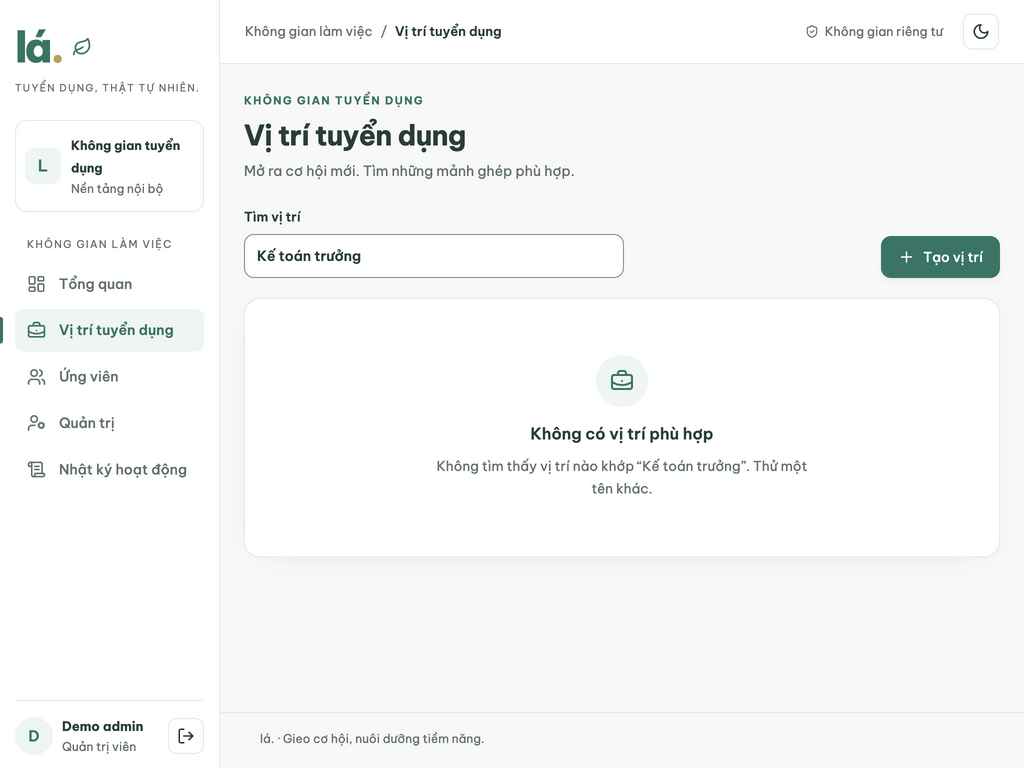 lá.
TUYỂN DỤNG, THẬT TỰ NHIÊN.
L
Không gian tuyển
dụng
Nền tảng nội bộ
KHÔNG GIAN LÀM VIỆC
Tổng quan
Vị trí tuyển dụng
Ứng viên
Quản trị
Nhật ký hoạt động
D
Demo admin
Quản trị viên
Không gian làm việc / Vị trí tuyển dụng
Không gian riêng tư
KHÔNG GIAN TUYỂN DỤNG
Vị trí tuyển dụng
Mở ra cơ hội mới. Tìm những mảnh ghép phù hợp.
Tìm vị trí
Kế toán trưởng
Tạo vị trí
Không có vị trí phù hợp
Không tìm thấy vị trí nào khớp “Kế toán trưởng”. Thử một
tên khác.
lá. · Gieo cơ hội, nuôi dưỡng tiềm năng.